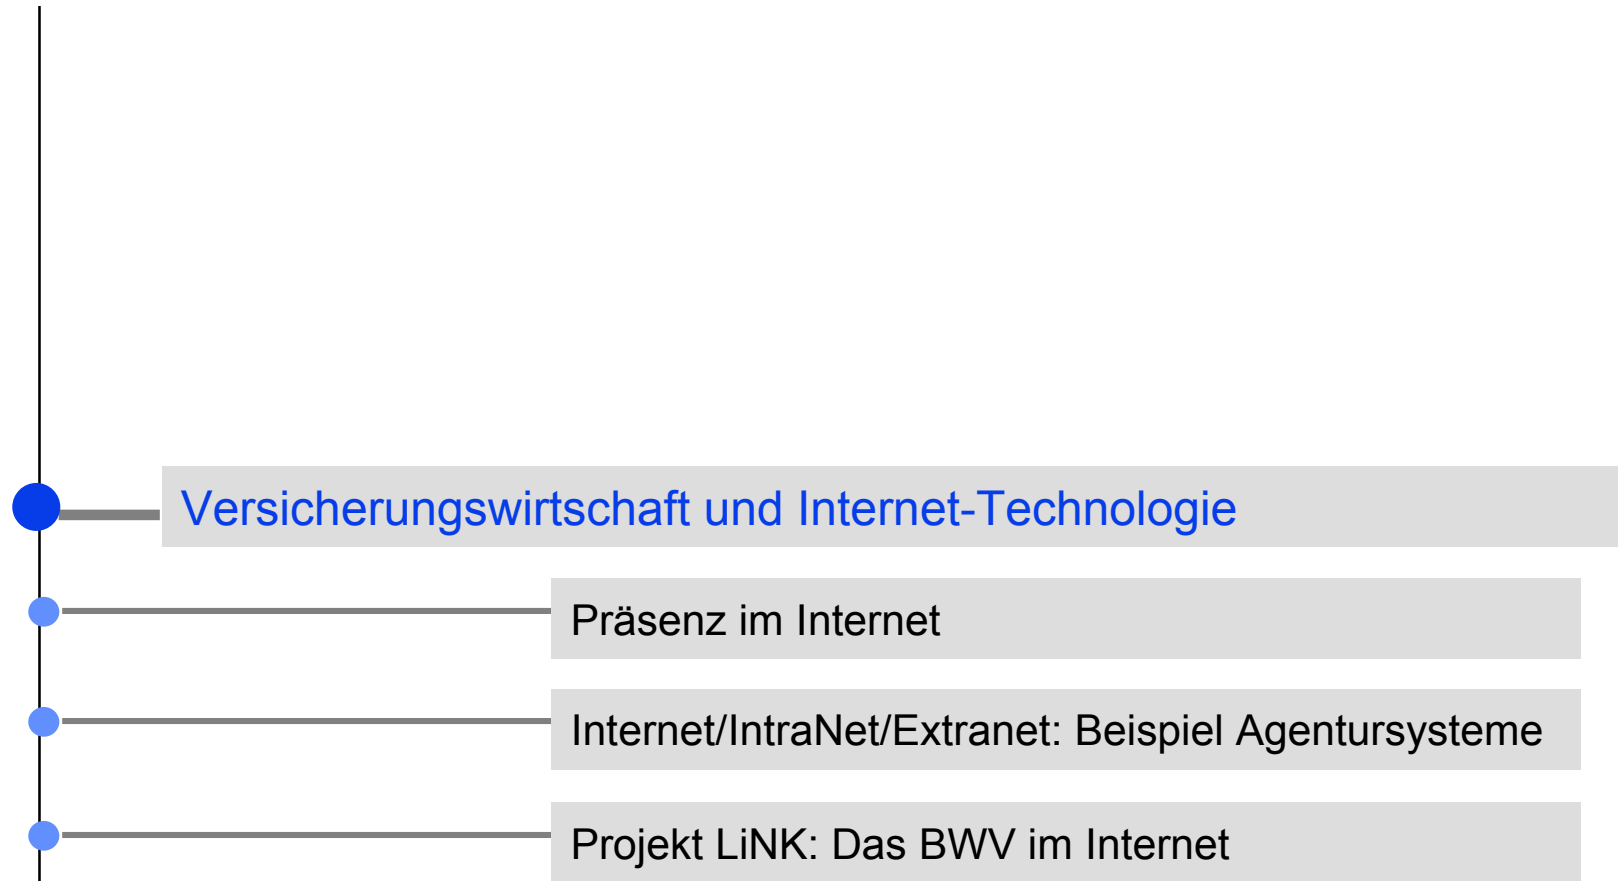 Versicherungswirtschaft und Internet-Technologie
Präsenz im Internet
Internet/IntraNet/Extranet: Beispiel Agentursysteme
Projekt LiNK: Das BWV im Internet